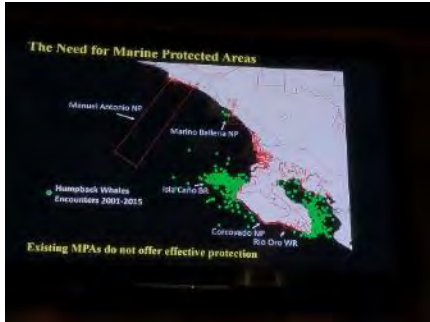 The Need for Marine Protected Areas
Manuel Antonio NP
Marino Ballena NP
Isla Caño BR
Humpback Whales
Encounters 2001-2015
Corcovado NP
Rio Oro WR
Existing MPAs do not offer effective protection